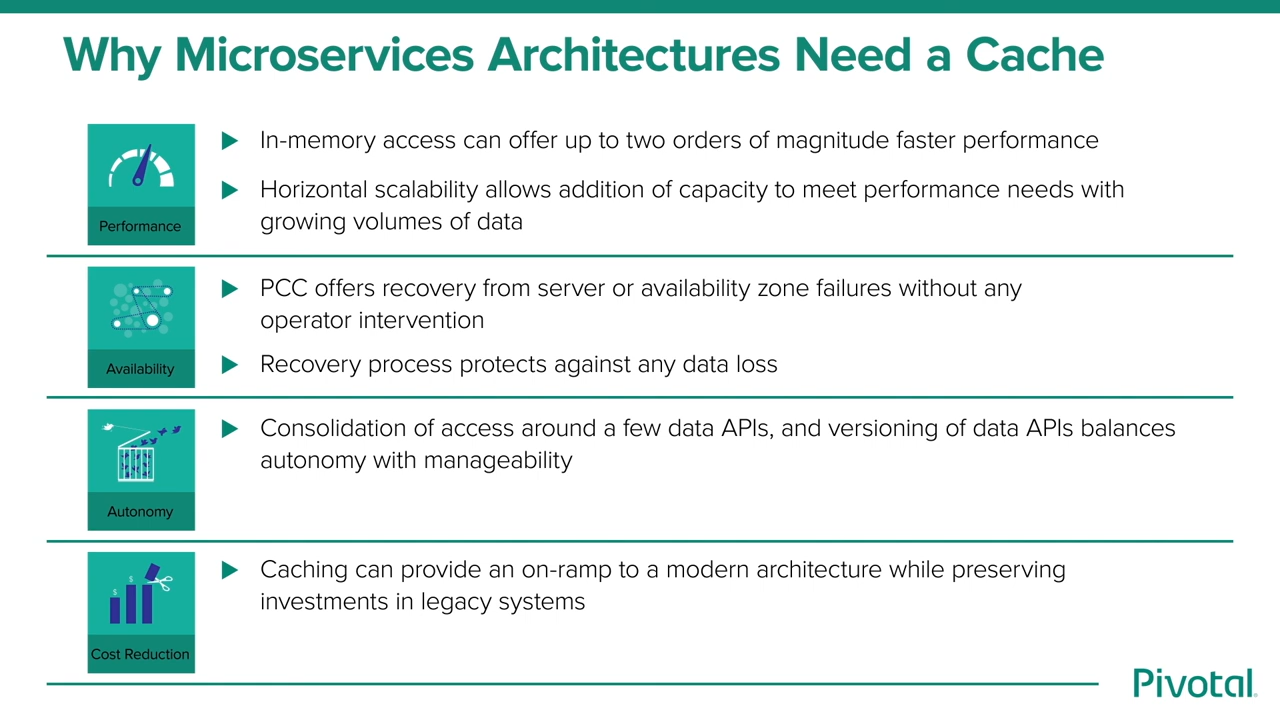 Why Microservices Architectures Need a Cache
Performance
In-memory access can offer up to two orders of magnitude faster performance
Horizontal scalability allows addition of capacity to meet performance needs with
growing volumes of data
Availability
PCC offers recovery from server or availability zone failures without any
operator intervention
Recovery process protects against any data loss
Autonomy
Consolidation of access around a few data APIs, and versioning of data APIs balances
autonomy with manageability
$
$
Cost Reduction
Caching can provide an on-ramp to a modern architecture while preserving
investments in legacy systems
Pivotal